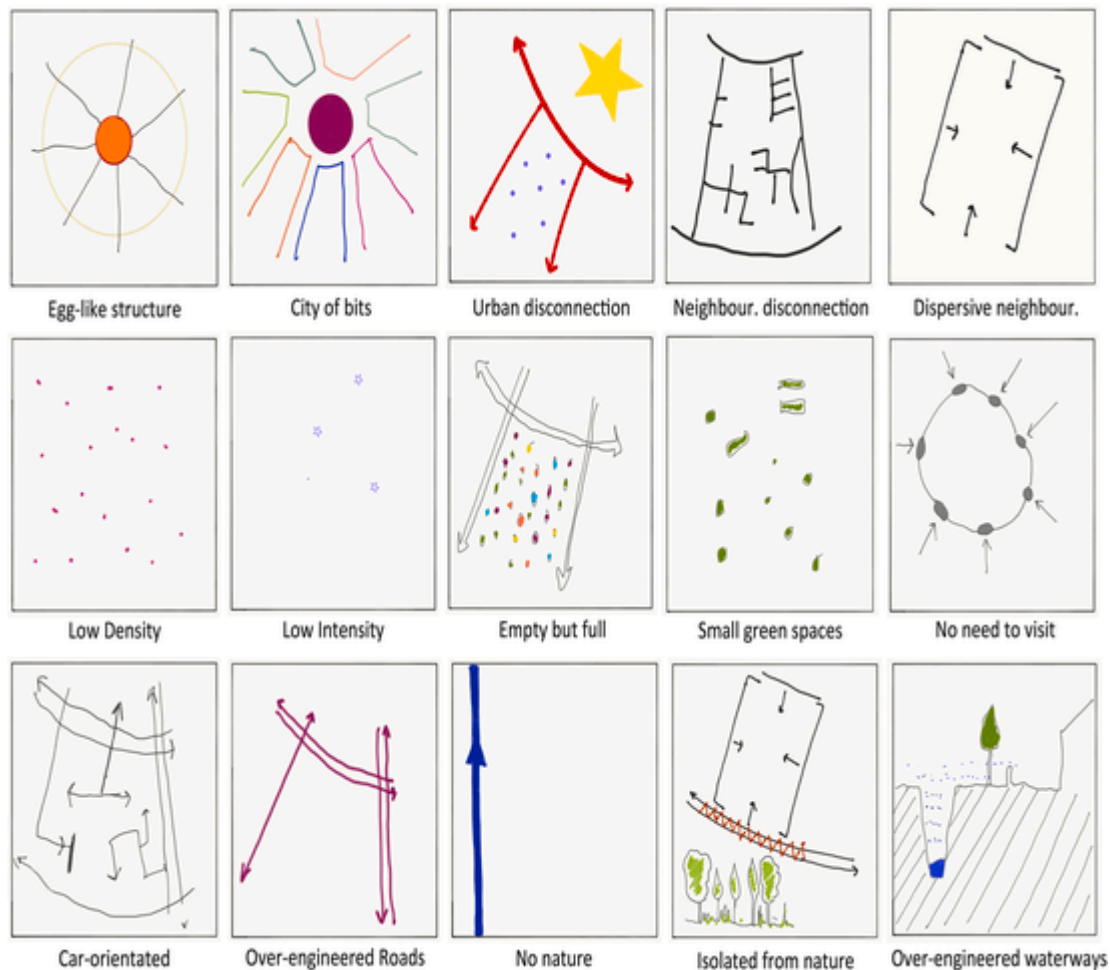 Egg-like structure
City of bits
Urban disconnection
Neighbour. disconnection
Dispersive neighbour.
Low Density
Low Intensity
Empty but full
Small green spaces
No need to visit
Car-orientated
Over-engineered Roads
No nature
Isolated from nature
Over-engineered waterways